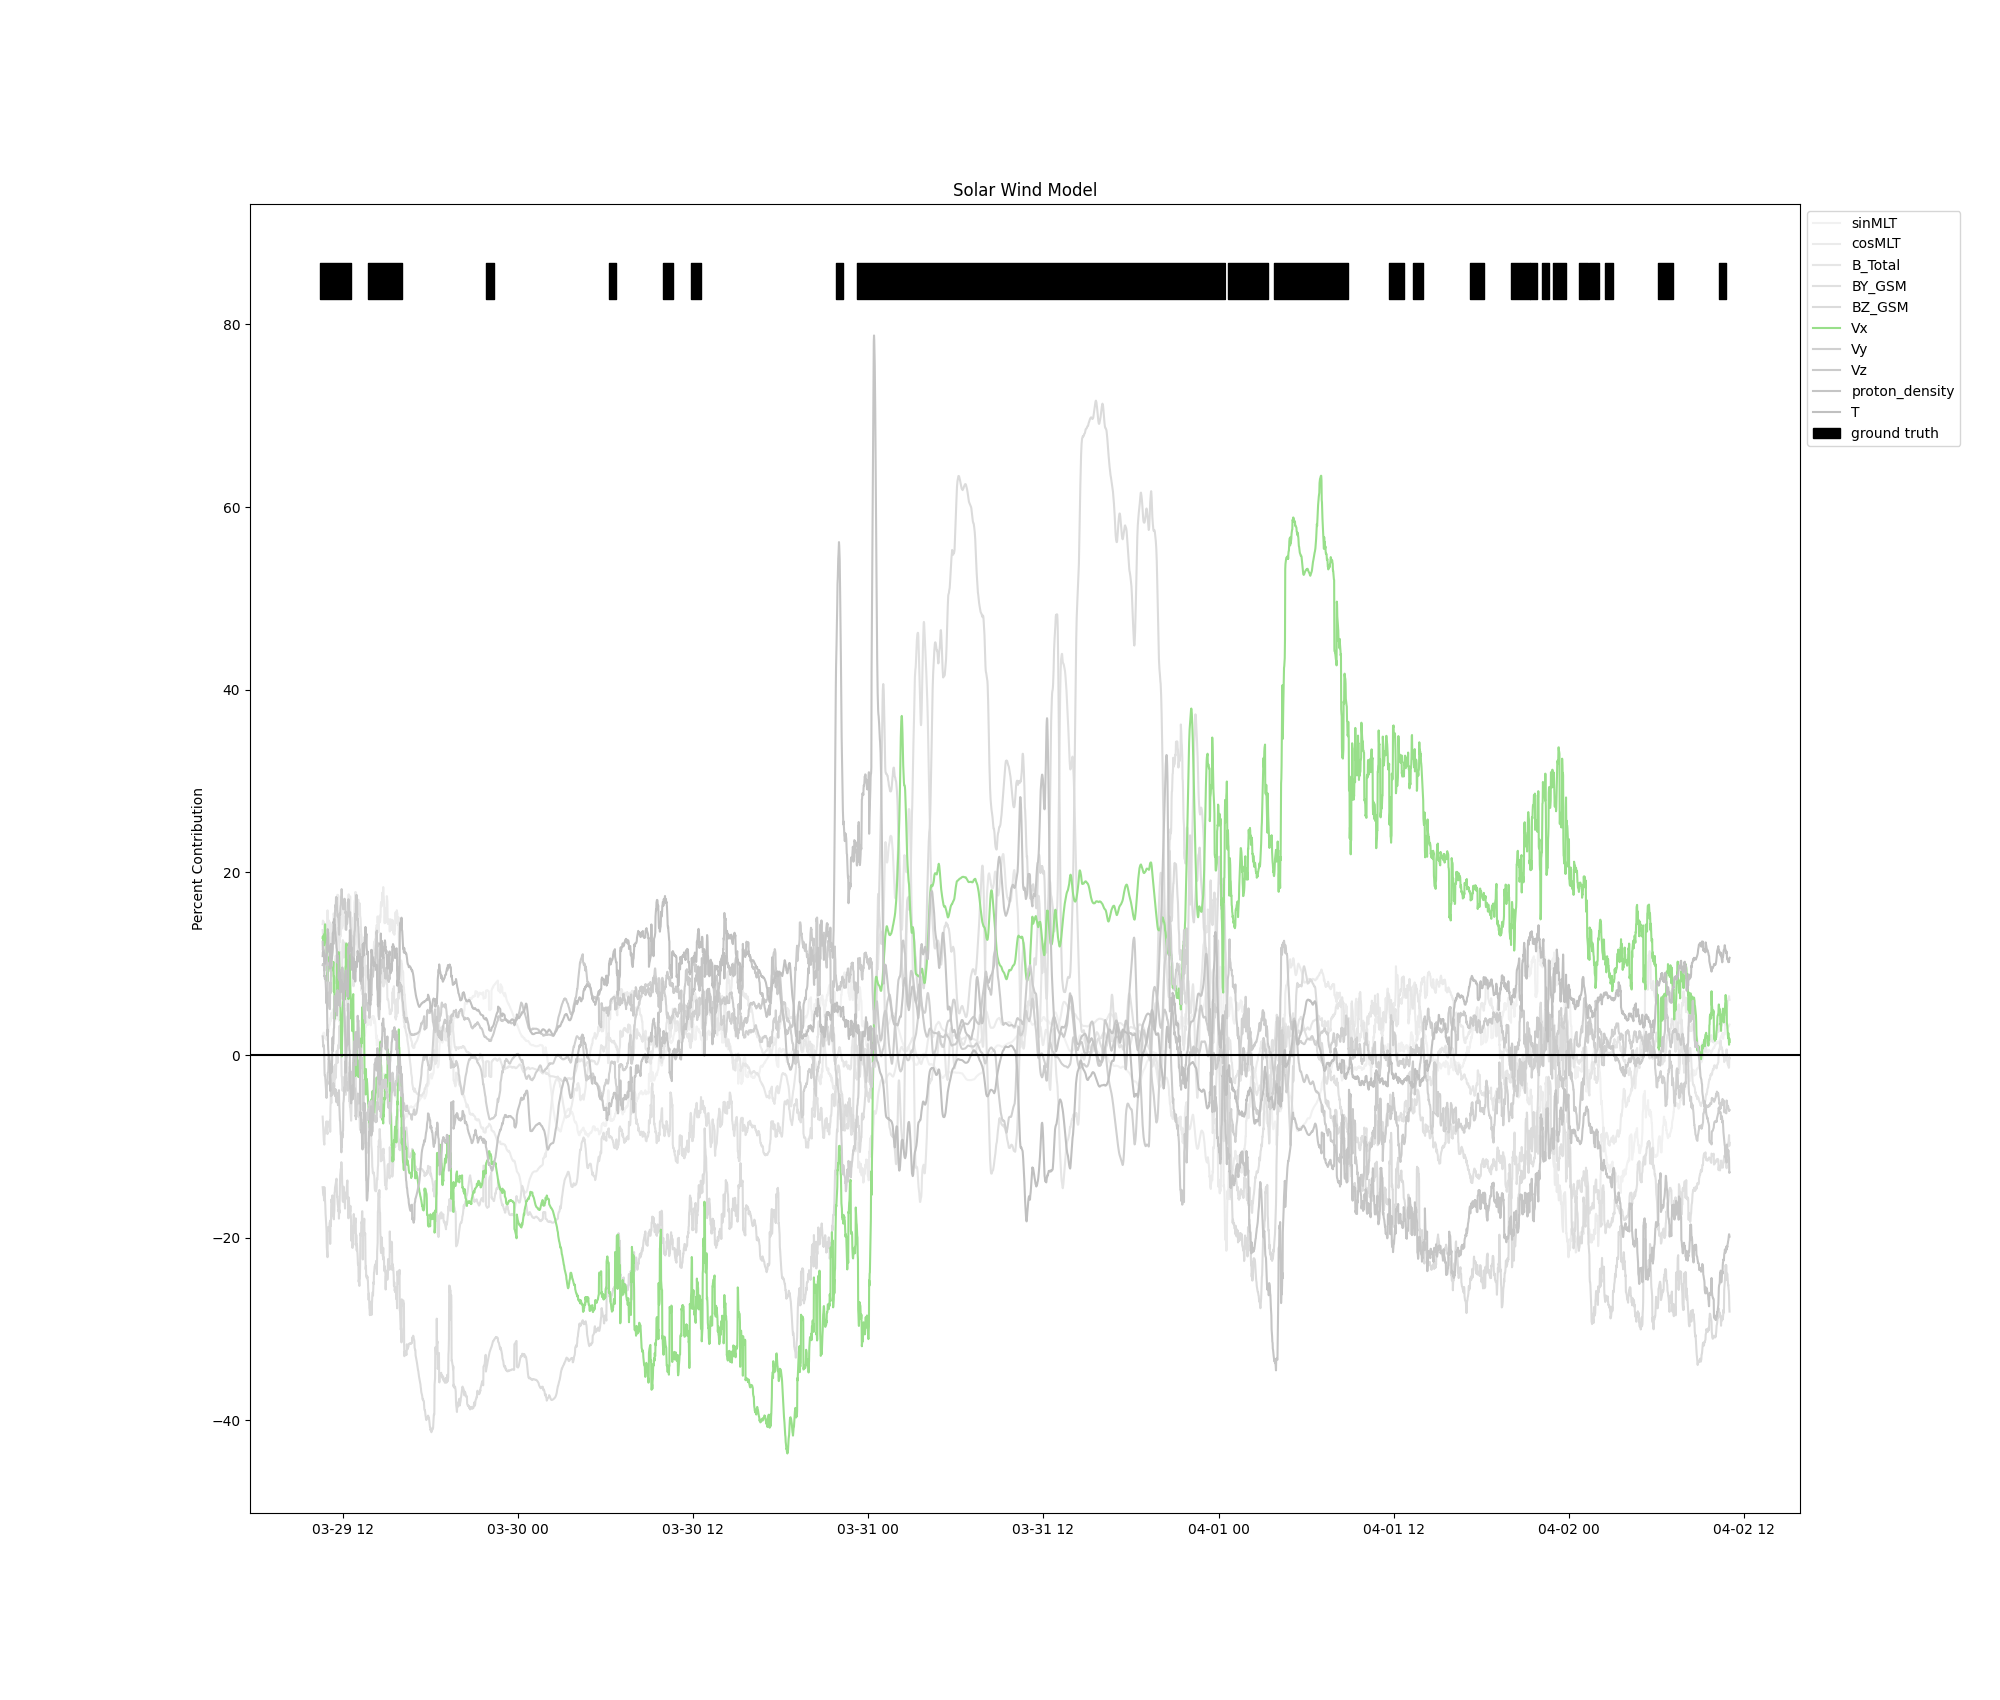 Solar Wind Model
sinMLT
cosMLT
B_Total
BY_GSM
BZ_GSM
Vx
Vy
Vz
proton_density
T
ground truth
Percent Contribution
80
60
40
20
0
−20
−40
03-29 12
03-30 00
03-30 12
03-31 00
03-31 12
04-01 00
04-01 12
04-02 00
04-02 12